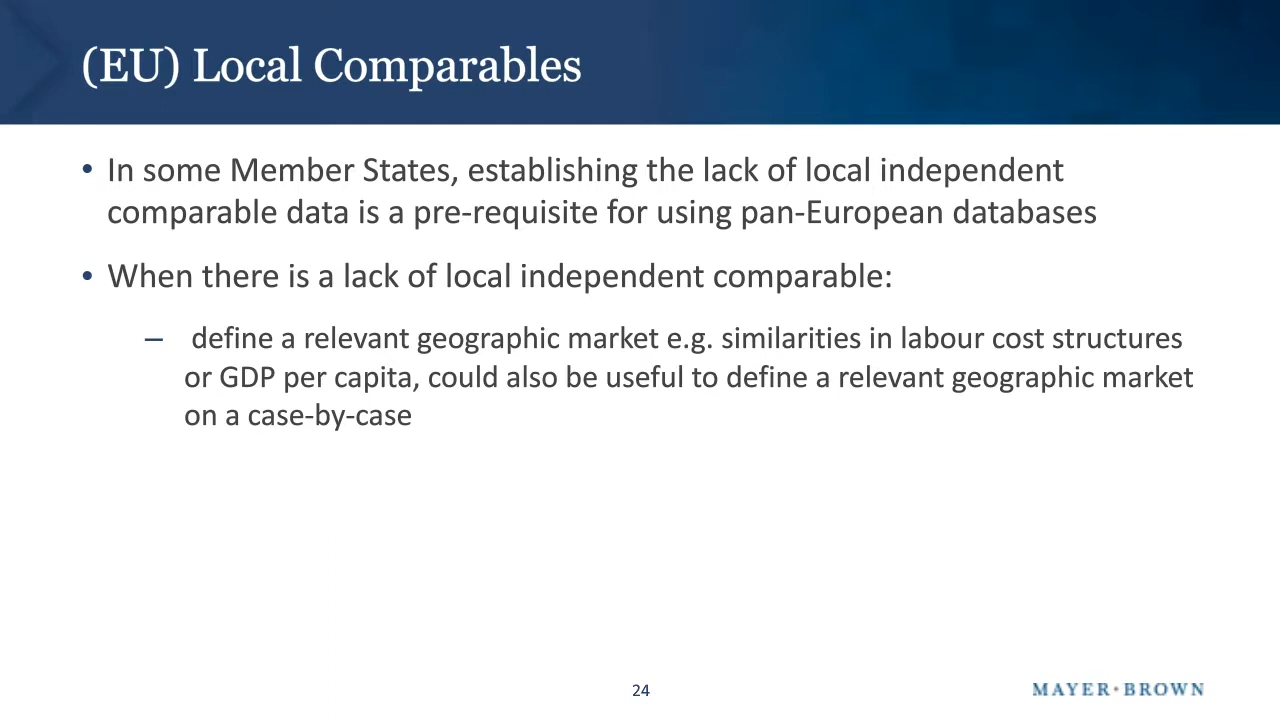 (EU) Local Comparables
• In some Member States, establishing the lack of local independent
comparable data is a pre-requisite for using pan-European databases
• When there is a lack of local independent comparable:
– define a relevant geographic market e.g. similarities in labour cost structures
or GDP per capita, could also be useful to define a relevant geographic market
on a case-by-case
24
MAYER·BROWN